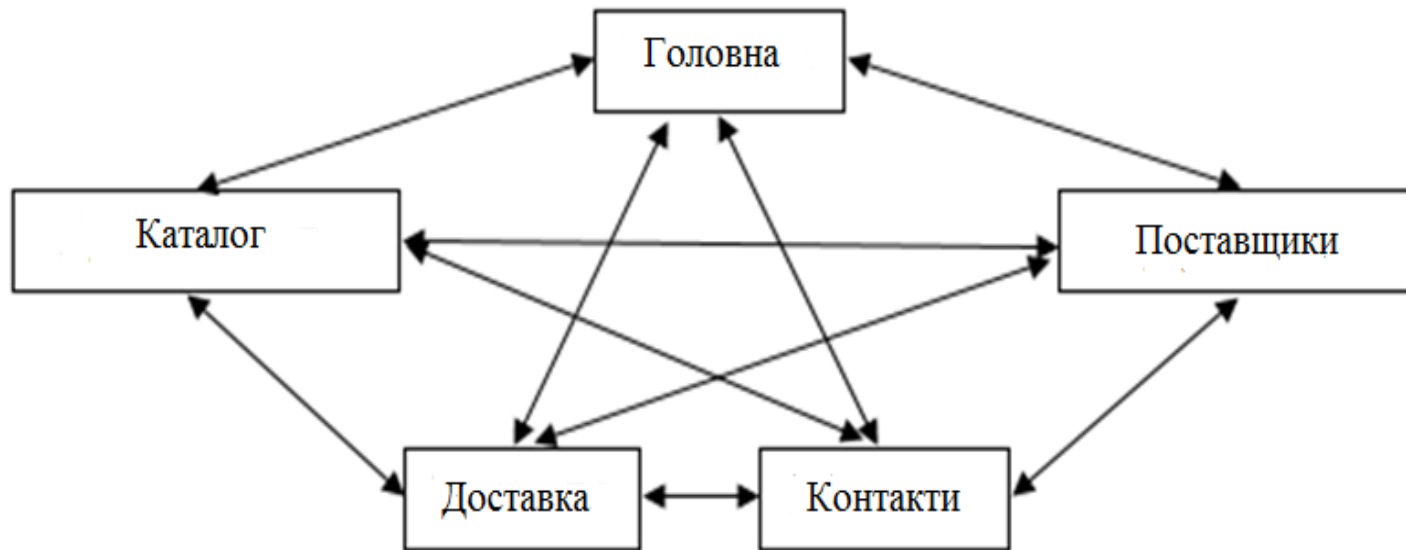 Головна
Каталог
Поставщики
Доставка
Контакти